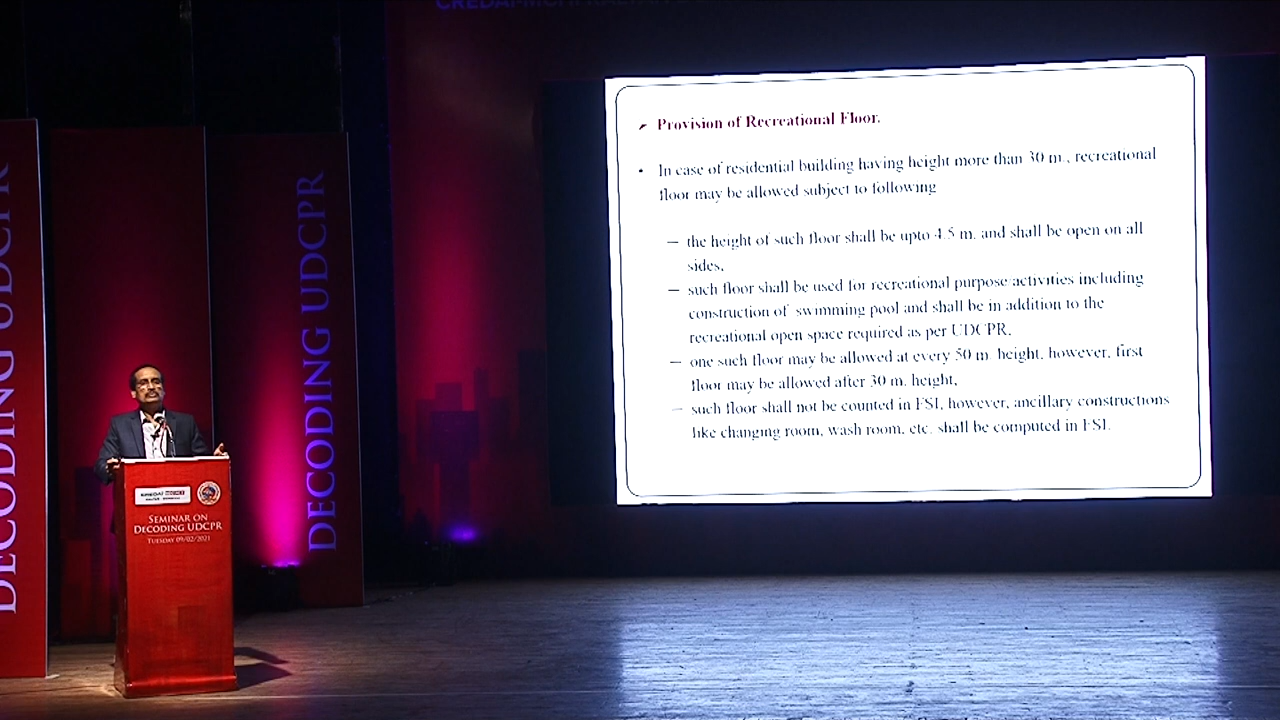 DECODING UDCPR
DECODING UDCPR
Provision of Recreational Floor.
In case of residential building having height more than 30 m., recreational
floor may be allowed subject to following
– the height of such floor shall be upto 4.5 m. and shall be open on all
sides,
– such floor shall be used for recreational purpose/activities including
construction of swimming pool and shall be in addition to the
recreational open space required as per UDCPR,
– one such floor may be allowed at every 50 m. height, however, first
floor may be allowed after 30 m. height,
– such floor shall not be counted in FSI, however, ancillary constructions
like changing room, wash room, etc. shall be computed in FSI.
CREDAI MCHI
SEMINAR ON
DECODING UDCPR
TUESDAY 09/02/2021